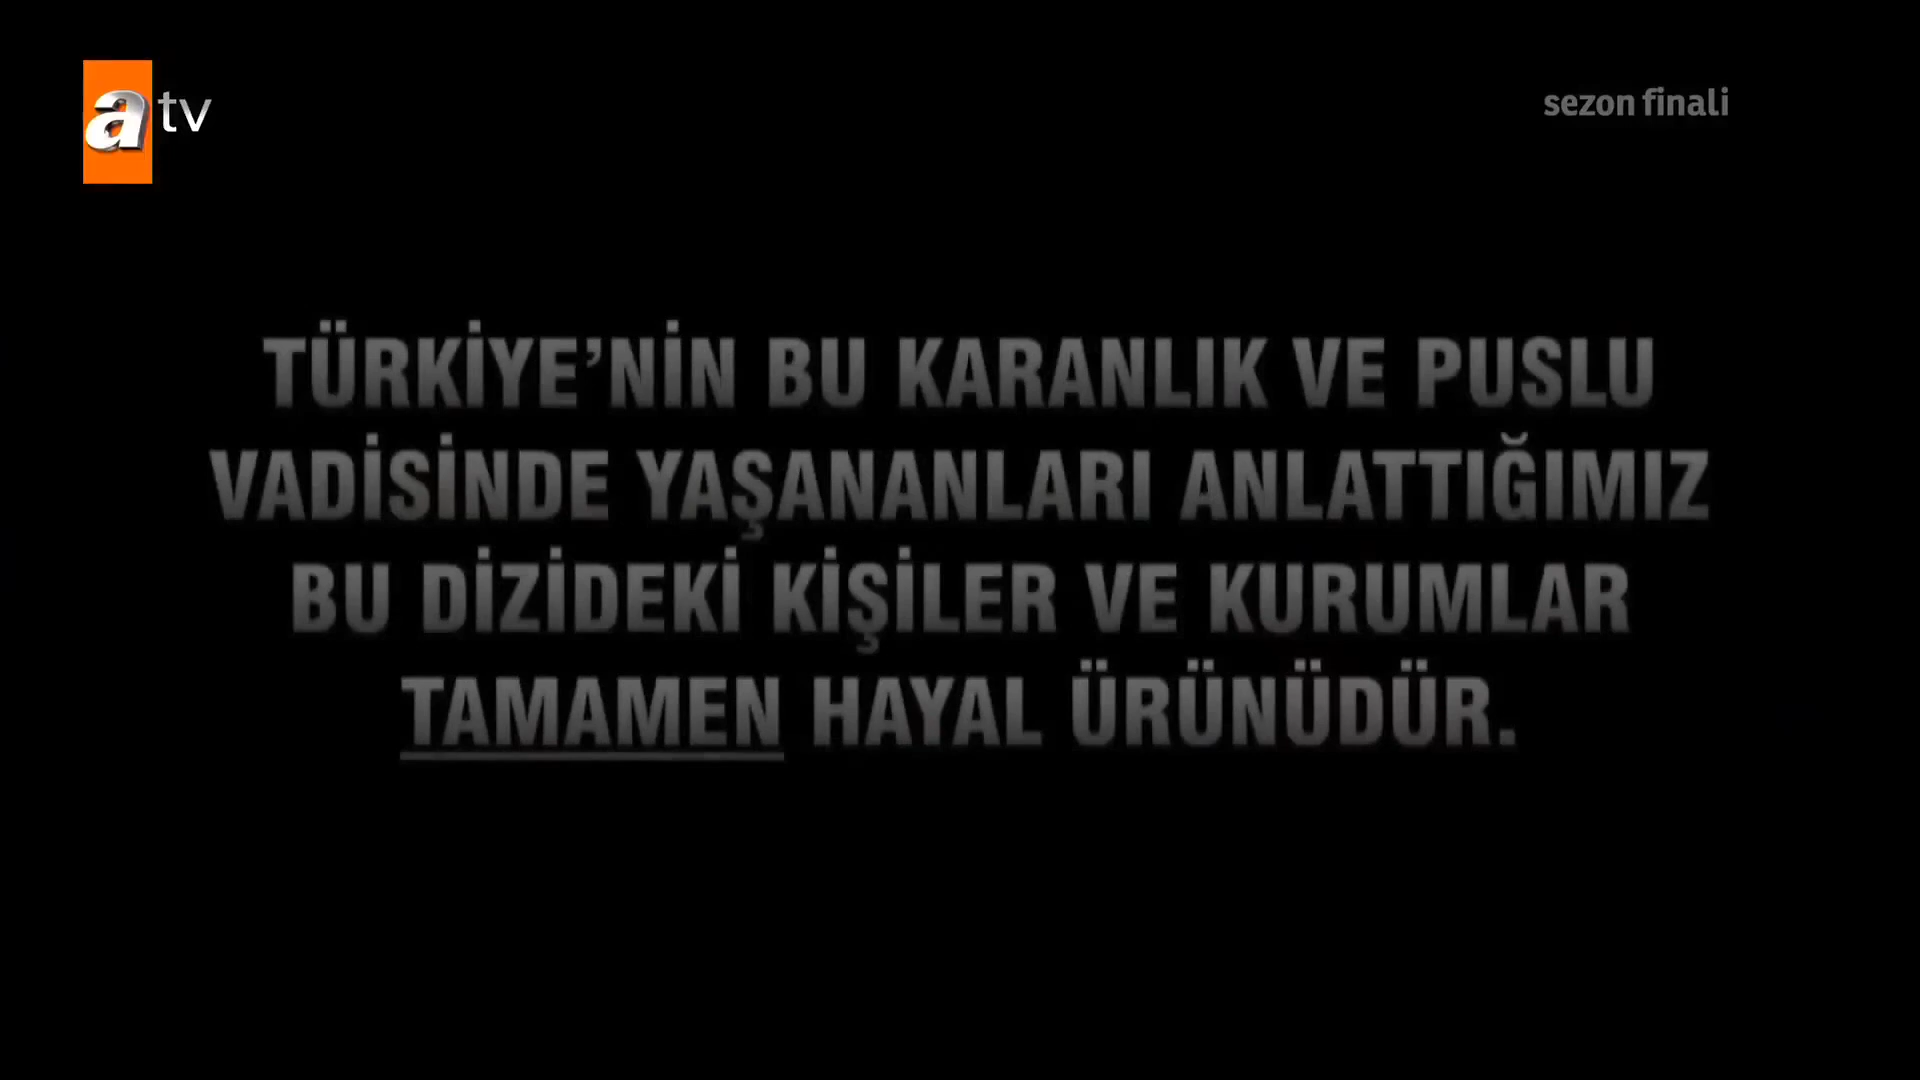 a tv
sezon finali
TÜRKİYE’NİN BU KARANLIK VE PUSLU
VADİSİNDE YAŞANANLARI ANLATTIĞIMIZ
BU DİZİDEKİ KİŞİLER VE KURUMLAR
TAMAMEN HAYAL ÜRÜNÜDÜR.